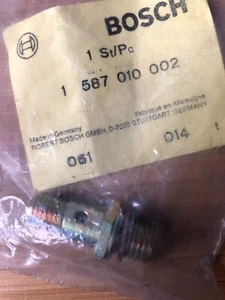 BOSCH
1 St/Pc
1 587 010 002
Made in Germany
Fabriqué en Allemagne
ROBERT BOSCH GMBH, D-7000 STUTTGART GERMANY
061
014
t